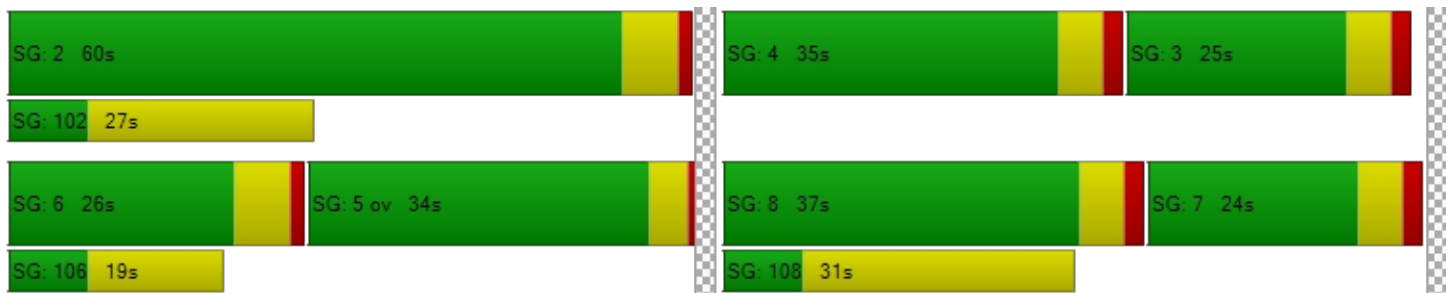 SG: 2 60s
SG: 4 35s
SG: 3 25s
SG: 102 27s
SG: 6 26s
SG: 5 ov 34s
SG: 8 37s
SG: 7 24s
SG: 106 19s
SG: 108 31s